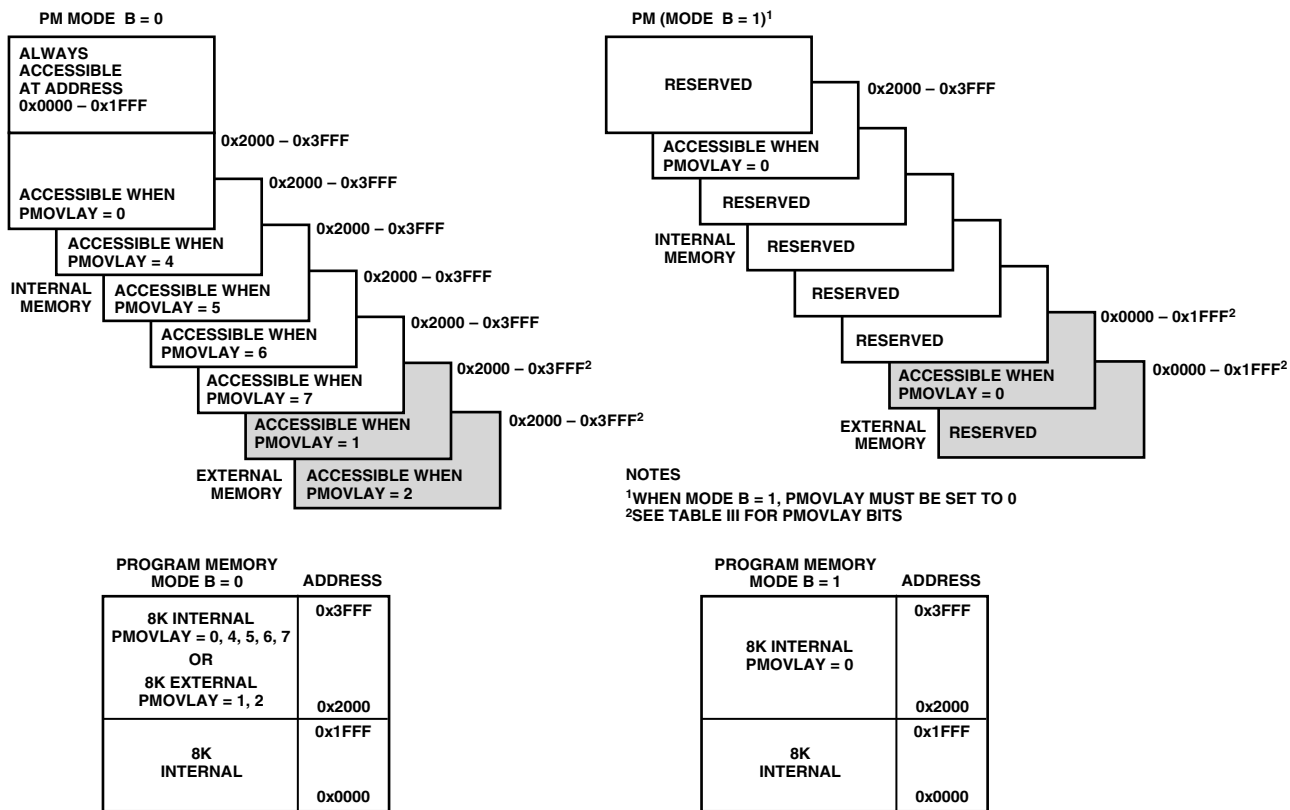 PM MODE B = 0
ALWAYS
ACCESSIBLE
AT ADDRESS
0x0000 – 0x1FFF
0x2000 – 0x3FFF
ACCESSIBLE WHEN
PMOVLAY = 0
0x2000 – 0x3FFF
ACCESSIBLE WHEN
PMOVLAY = 4
0x2000 – 0x3FFF
INTERNAL
MEMORY
ACCESSIBLE WHEN
PMOVLAY = 5
0x2000 – 0x3FFF
ACCESSIBLE WHEN
PMOVLAY = 6
0x2000 – 0x3FFF
ACCESSIBLE WHEN
PMOVLAY = 7
0x2000 – 0x3FFF²
ACCESSIBLE WHEN
PMOVLAY = 1
0x2000 – 0x3FFF²
EXTERNAL
MEMORY
ACCESSIBLE WHEN
PMOVLAY = 2
PM (MODE B = 1)¹
RESERVED
0x2000 – 0x3FFF
ACCESSIBLE WHEN
PMOVLAY = 0
RESERVED
INTERNAL
MEMORY
RESERVED
RESERVED
RESERVED
0x0000 – 0x1FFF²
ACCESSIBLE WHEN
PMOVLAY = 0
0x0000 – 0x1FFF²
EXTERNAL
MEMORY
RESERVED
NOTES
¹WHEN MODE B = 1, PMOVLAY MUST BE SET TO 0
²SEE TABLE III FOR PMOVLAY BITS
PROGRAM MEMORY
MODE B = 0
ADDRESS
8K INTERNAL
PMOVLAY = 0, 4, 5, 6, 7
OR
8K EXTERNAL
PMOVLAY = 1, 2
0x3FFF
0x2000
8K
INTERNAL
0x1FFF
0x0000
PROGRAM MEMORY
MODE B = 1
ADDRESS
8K INTERNAL
PMOVLAY = 0
0x3FFF
0x2000
8K
INTERNAL
0x1FFF
0x0000